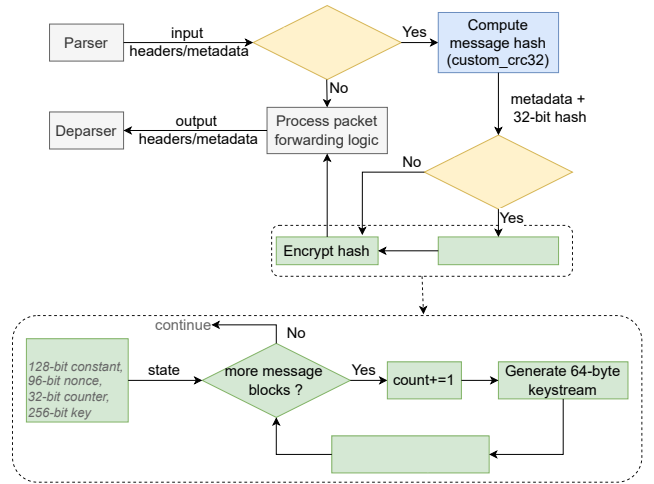 Parser
input
headers/metadata
Yes
Compute
message hash
(custom_crc32)
No
metadata +
32-bit hash
Deparser
output
headers/metadata
Process packet
forwarding logic
No
Yes
Encrypt hash
continue
No
128-bit constant,
96-bit nonce,
32-bit counter,
256-bit key
state
more message
blocks ?
Yes
count+=1
Generate 64-byte
keystream